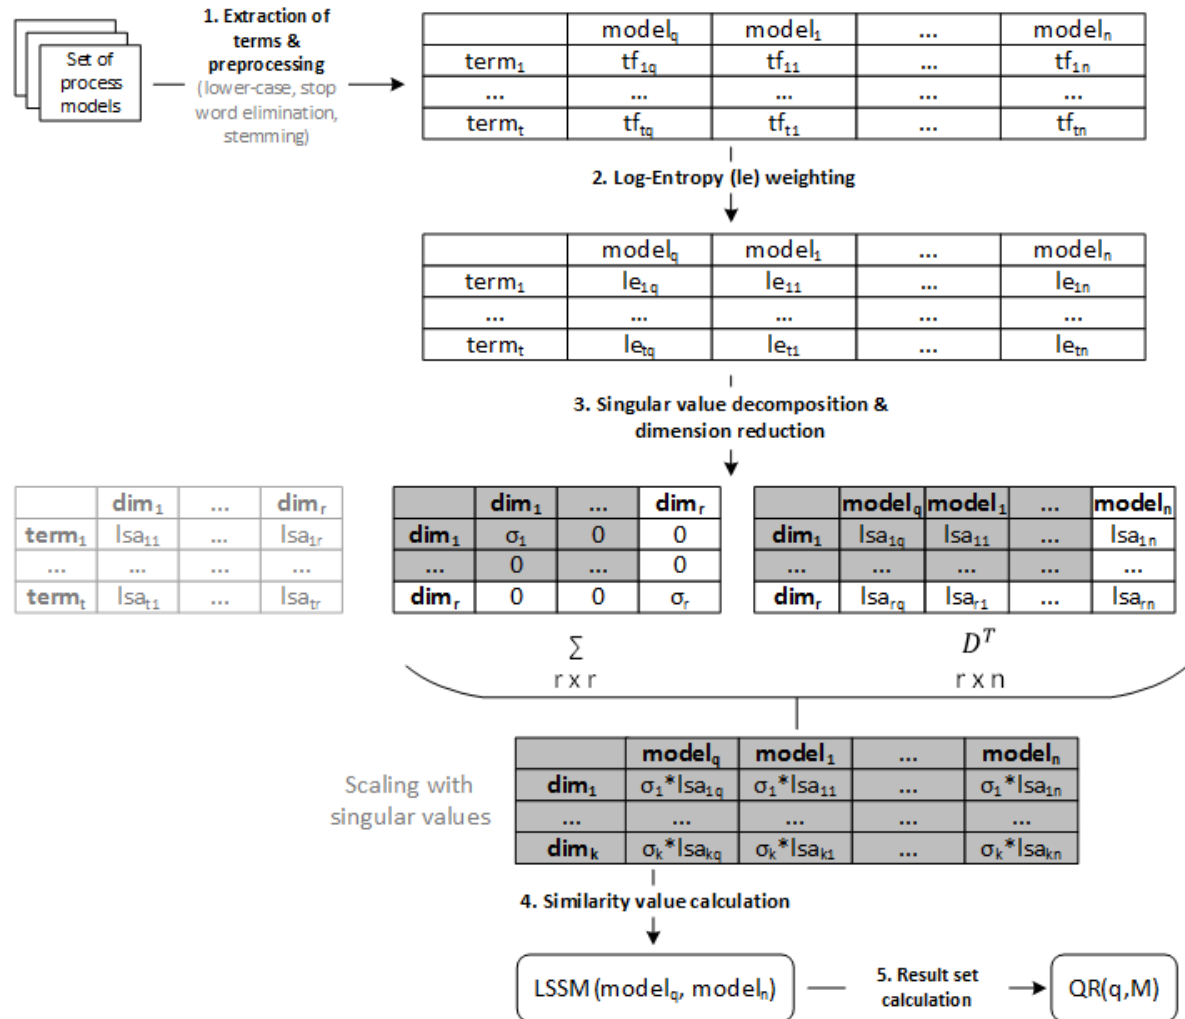 Set of
process
models
1. Extraction of
terms &
preprocessing
(lower-case, stop
word elimination,
stemming)
model_q model_1 ... model_n
term_1 tf_1q tf_11 ... tf_1n
... ... ... ... ...
term_t tf_tq tf_t1 ... tf_tn
2. Log-Entropy (le) weighting
model_q model_1 ... model_n
term_1 le_1q le_11 ... le_1n
... ... ... ... ...
term_t le_tq le_t1 ... le_tn
3. Singular value decomposition &
dimension reduction
dim_1 ... dim_r
term_1 lsa_11 ... lsa_1r
... ... ... ...
term_t lsa_t1 ... lsa_tr
dim_1 ... dim_r
dim_1 σ_1 0 0
... 0 ... 0
dim_r 0 0 σ_r
∑
r x r
model_q model_1 ... model_n
dim_1 lsa_1q lsa_11 ... lsa_1n
... ... ... ... ...
dim_r lsa_rq lsa_r1 ... lsa_rn
D^T
r x n
Scaling with
singular values
model_q model_1 ... model_n
dim_1 σ_1*lsa_1q σ_1*lsa_11 ... σ_1*lsa_1n
... ... ... ... ...
dim_k σ_k*lsa_kq σ_k*lsa_k1 ... σ_k*lsa_kn
4. Similarity value calculation
LSSM (model_q, model_n)
5. Result set
calculation
QR(q,M)